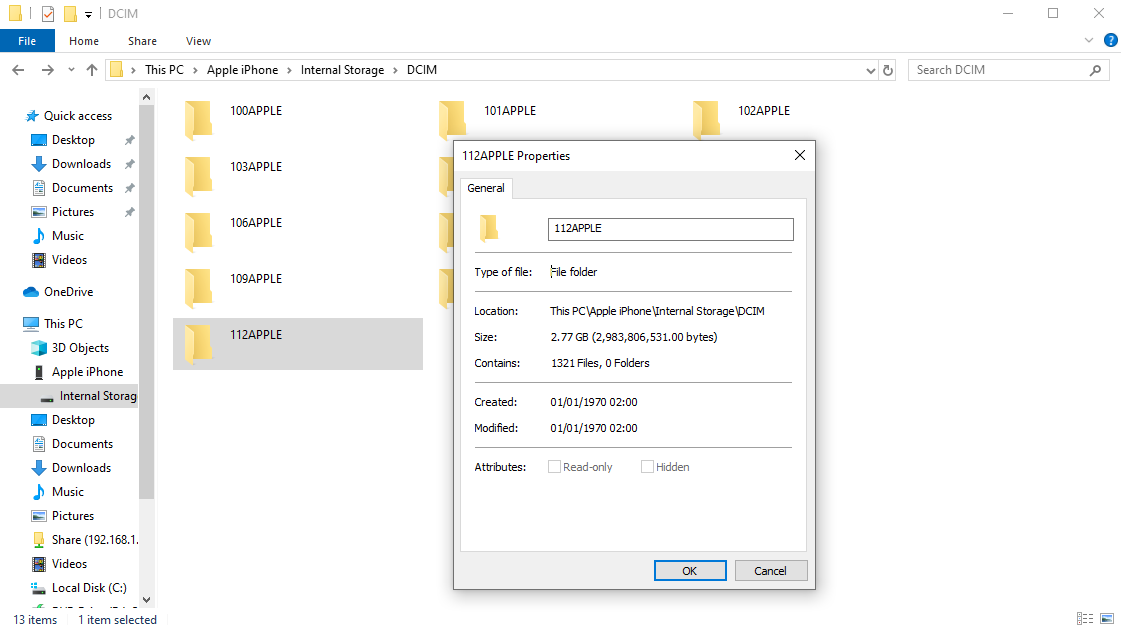 DCIM
File Home Share View
This PC > Apple iPhone > Internal Storage > DCIM
Search DCIM
Quick access
Desktop
Downloads
Documents
Pictures
Music
Videos
OneDrive
This PC
3D Objects
Apple iPhone
Internal Storag
Desktop
Documents
Downloads
Music
Pictures
Share (192.168.1.
Videos
Local Disk (C:)
100APPLE 101APPLE 102APPLE
103APPLE
106APPLE
109APPLE
112APPLE
112APPLE Properties
General
112APPLE
Type of file: File folder
Location: This PC\Apple iPhone\Internal Storage\DCIM
Size: 2.77 GB (2,983,806,531.00 bytes)
Contains: 1321 Files, 0 Folders
Created: 01/01/1970 02:00
Modified: 01/01/1970 02:00
Attributes: Read-only Hidden
OK Cancel
13 items 1 item selected